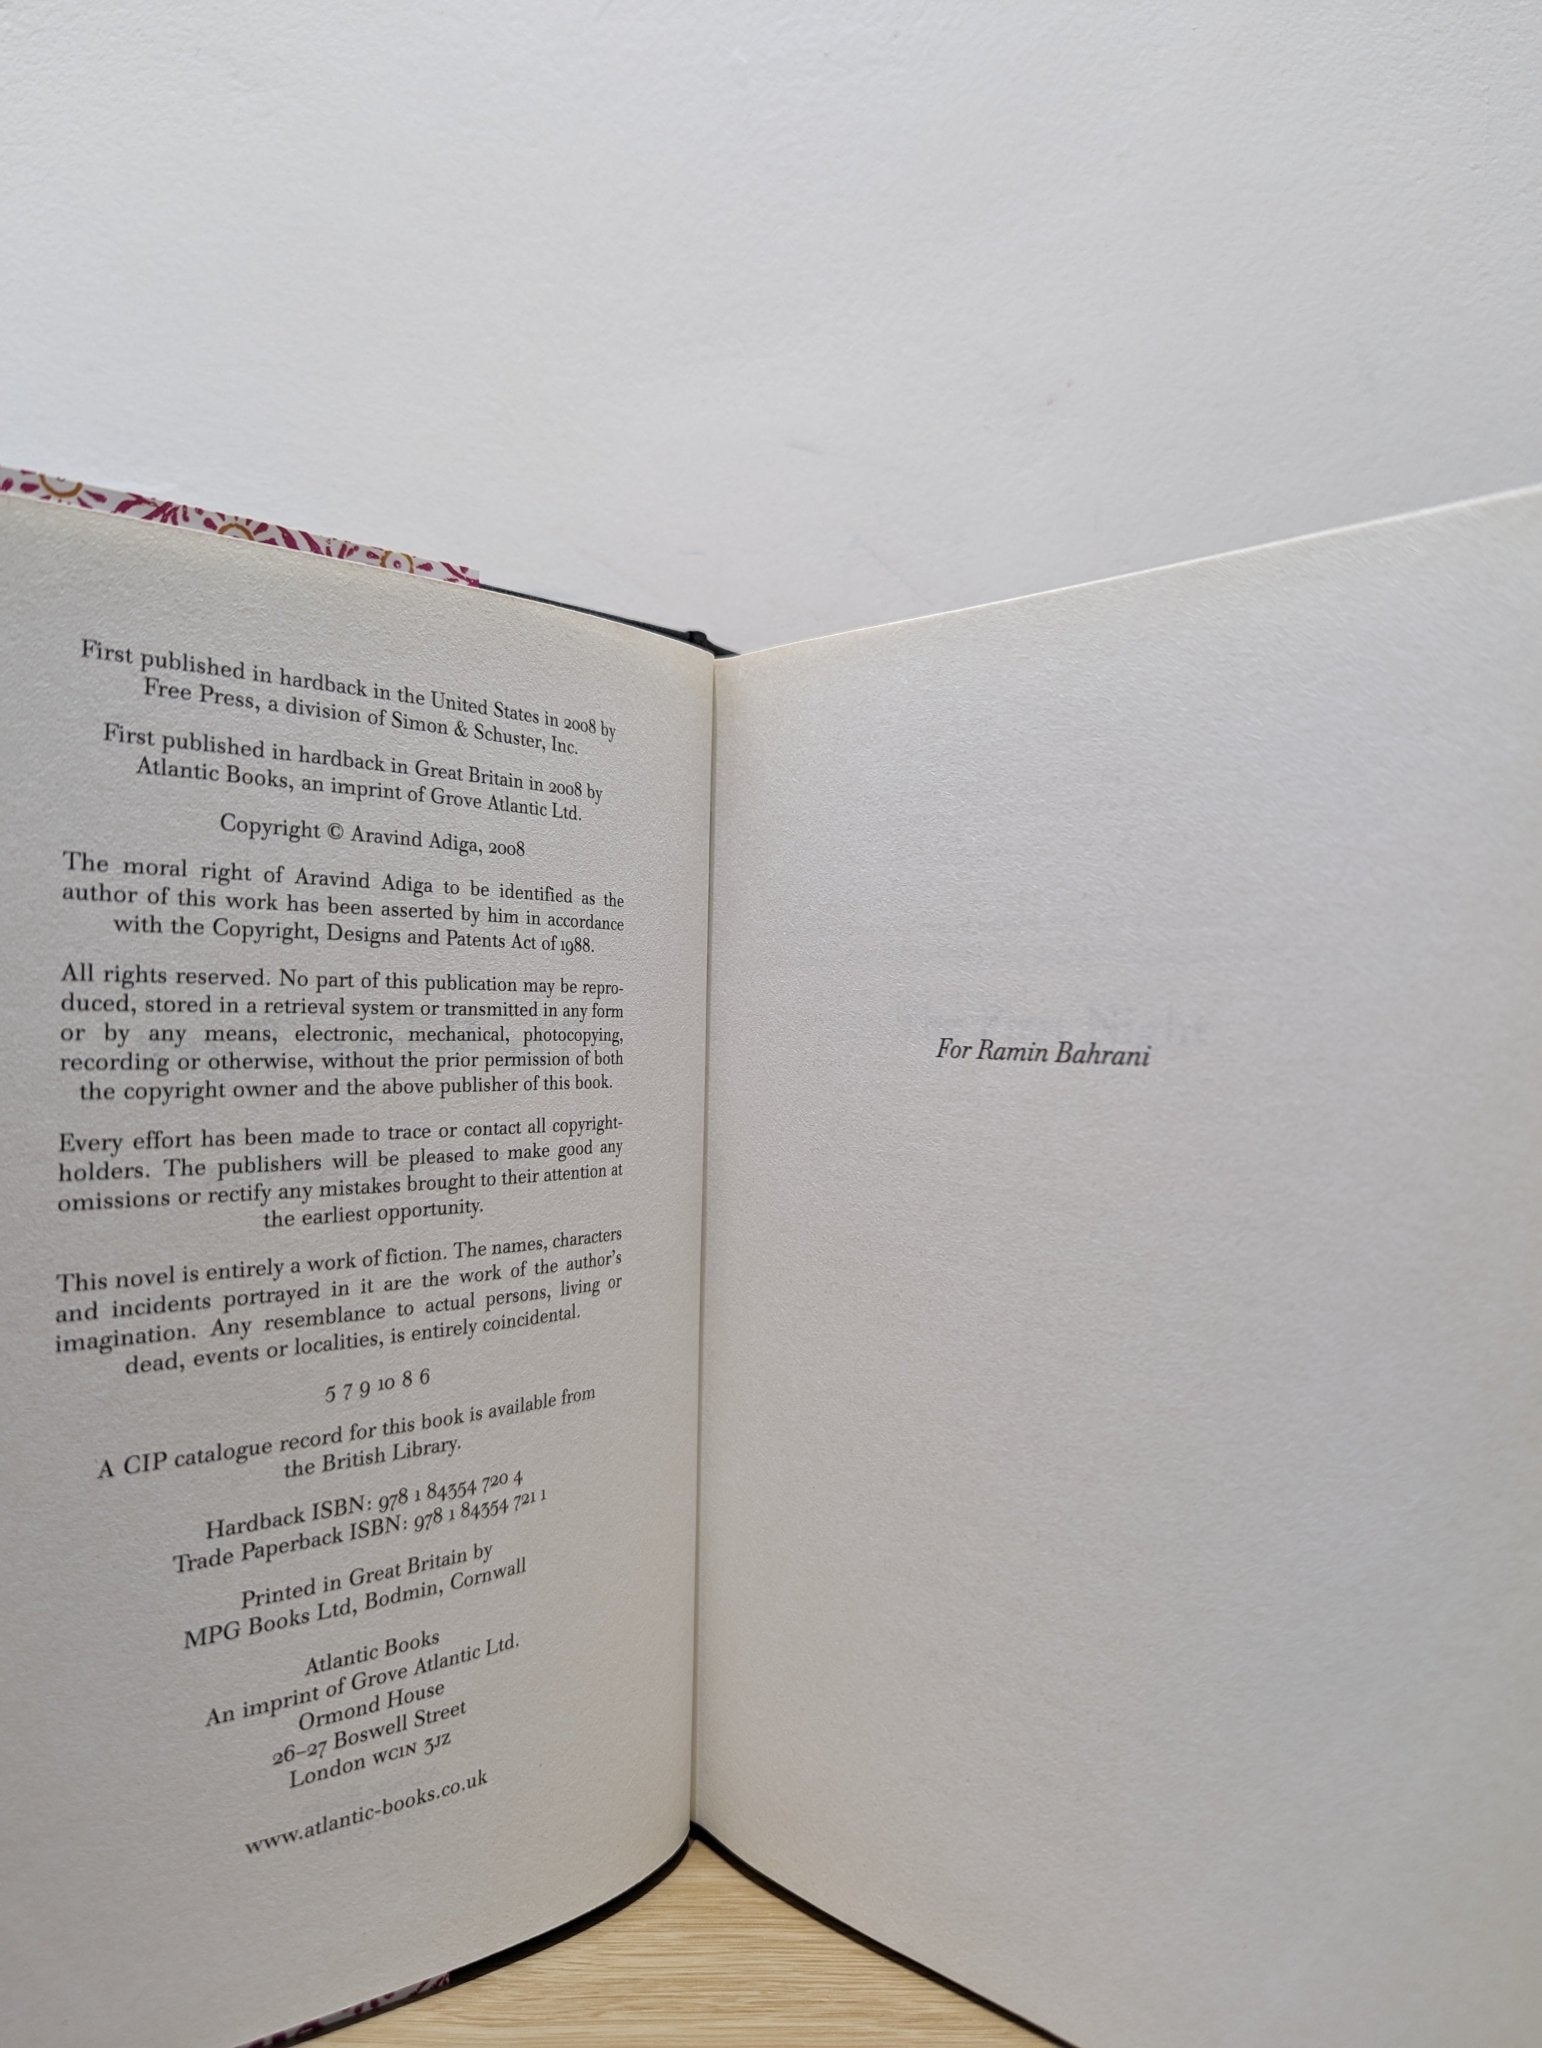 First published in hardback in the United States in 2008 by
Free Press, a division of Simon & Schuster, Inc.
First published in hardback in Great Britain in 2008 by
Atlantic Books, an imprint of Grove Atlantic Ltd.
Copyright © Aravind Adiga, 2008
The moral right of Aravind Adiga to be identified as the
author of this work has been asserted by him in accordance
with the Copyright, Designs and Patents Act of 1988.
All rights reserved. No part of this publication may be repro-
duced, stored in a retrieval system or transmitted in any form
or by any means, electronic, mechanical, photocopying,
recording or otherwise, without the prior permission of both
the copyright owner and the above publisher of this book.
Every effort has been made to trace or contact all copyright-
holders. The publishers will be pleased to make good any
omissions or rectify any mistakes brought to their attention at
the earliest opportunity.
This novel is entirely a work of fiction. The names, characters
and incidents portrayed in it are the work of the author's
imagination. Any resemblance to actual persons, living or
dead, events or localities, is entirely coincidental.
5 7 9 10 8 6
A CIP catalogue record for this book is available from
the British Library.
Hardback ISBN: 978 1 84354 720 4
Trade Paperback ISBN: 978 1 84354 721 1
Printed in Great Britain by
MPG Books Ltd, Bodmin, Cornwall
Atlantic Books
An imprint of Grove Atlantic Ltd.
Ormond House
26–27 Boswell Street
London WC1N 3JZ
www.atlantic-books.co.uk
For Ramin Bahrani